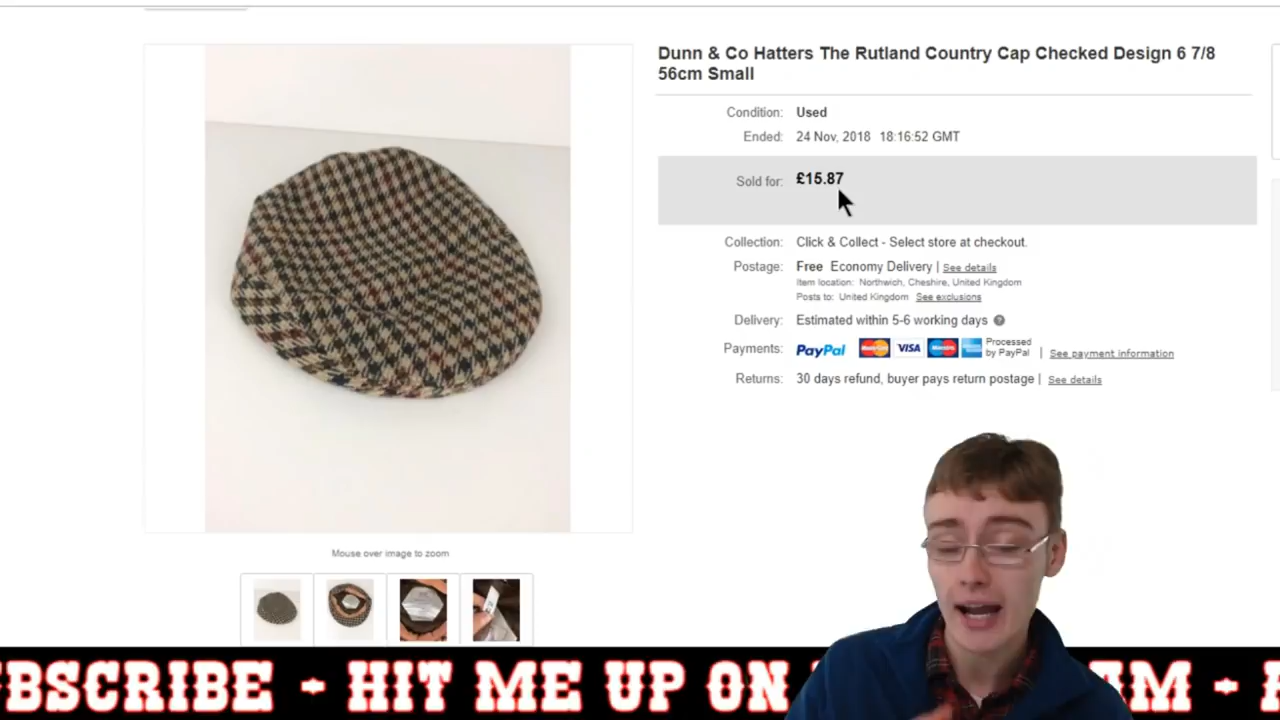 Dunn & Co Hatters The Rutland Country Cap Checked Design 6 7/8
56cm Small
Condition: Used
Ended: 24 Nov, 2018 18:16:52 GMT
Sold for: £15.87
Collection: Click & Collect - Select store at checkout.
Postage: Free Economy Delivery | See details
Item location: Northwich, Cheshire, United Kingdom
Posts to: United Kingdom See exclusions
Delivery: Estimated within 5-6 working days
Payments: PayPal MasterCard VISA Maestro Processed
by PayPal | See payment information
Returns: 30 days refund, buyer pays return postage | See details
Mouse over image to zoom
BSCRIBE - HIT ME UP ON